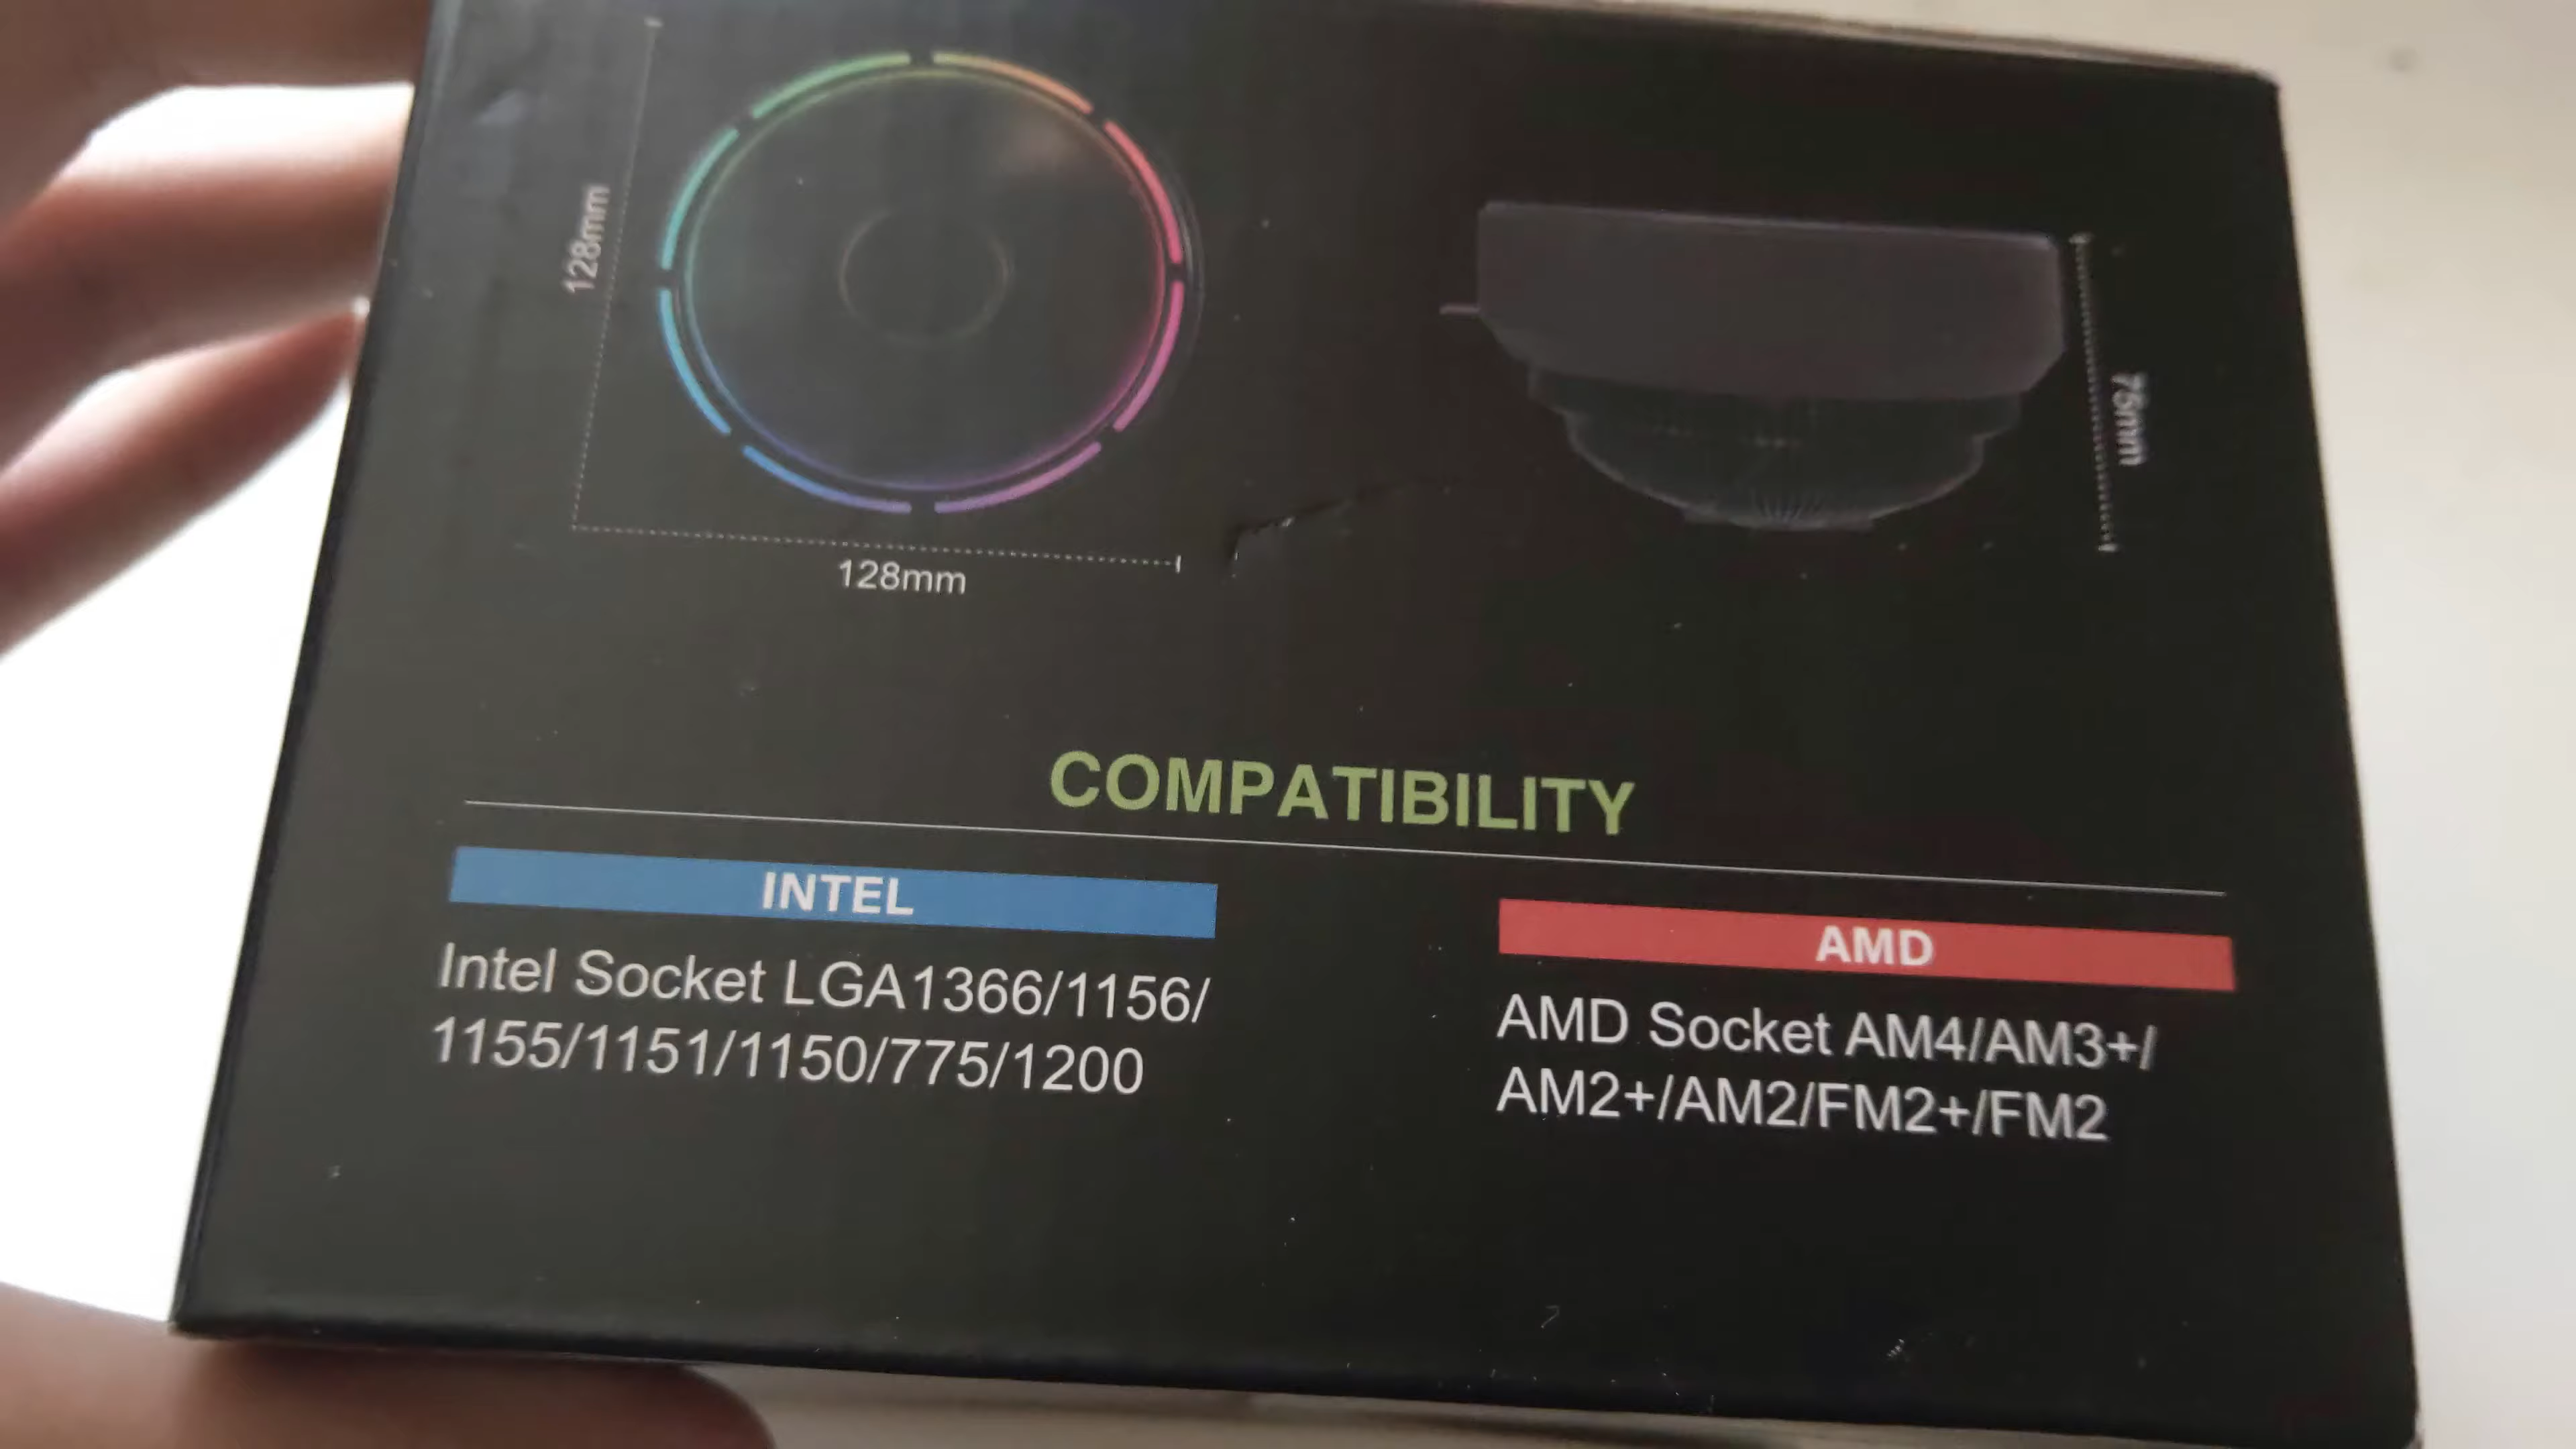 128mm
75mm
128mm
COMPATIBILITY
INTEL
Intel Socket LGA1366/1156/
1155/1151/1150/775/1200
AMD
AMD Socket AM4/AM3+/
AM2+/AM2/FM2+/FM2